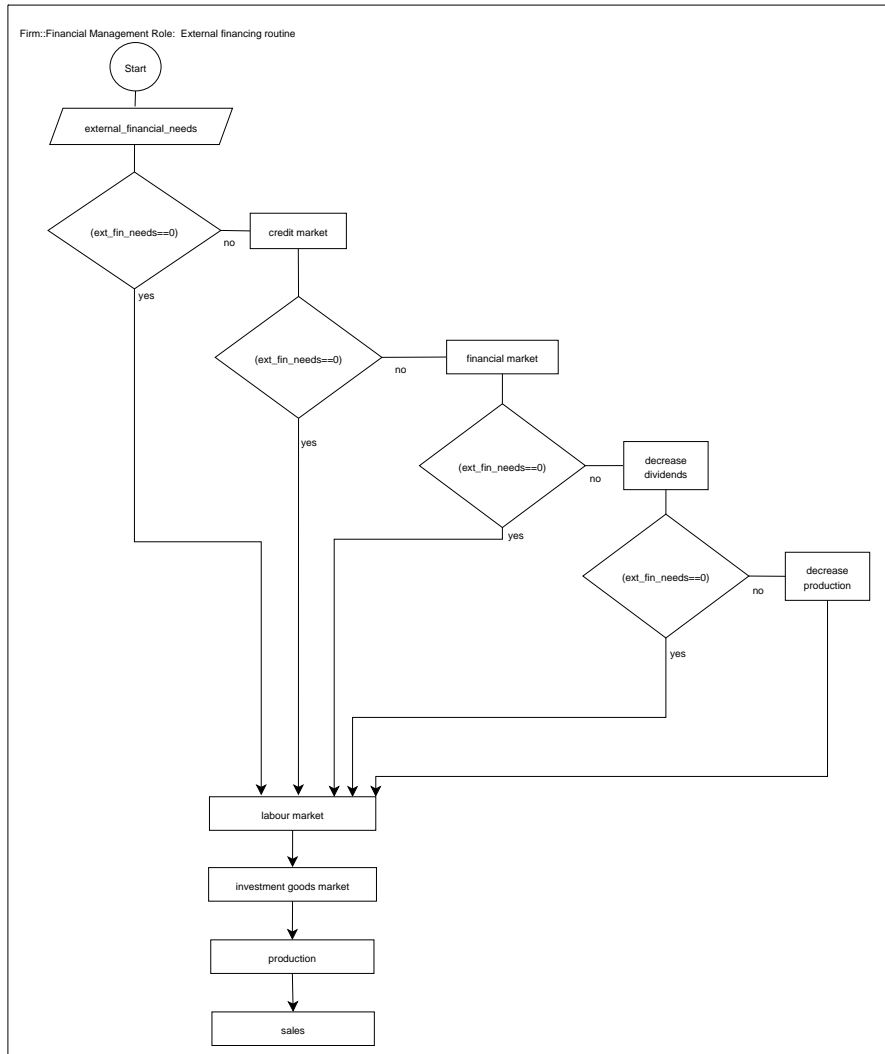 Firm::Financial Management Role:  External financing routine
Start
external_financial_needs
(ext_fin_needs==0)
no
credit market
yes
(ext_fin_needs==0)
no
financial market
yes
(ext_fin_needs==0)
no
decrease
dividends
yes
(ext_fin_needs==0)
no
decrease
production
yes
labour market
investment goods market
production
sales